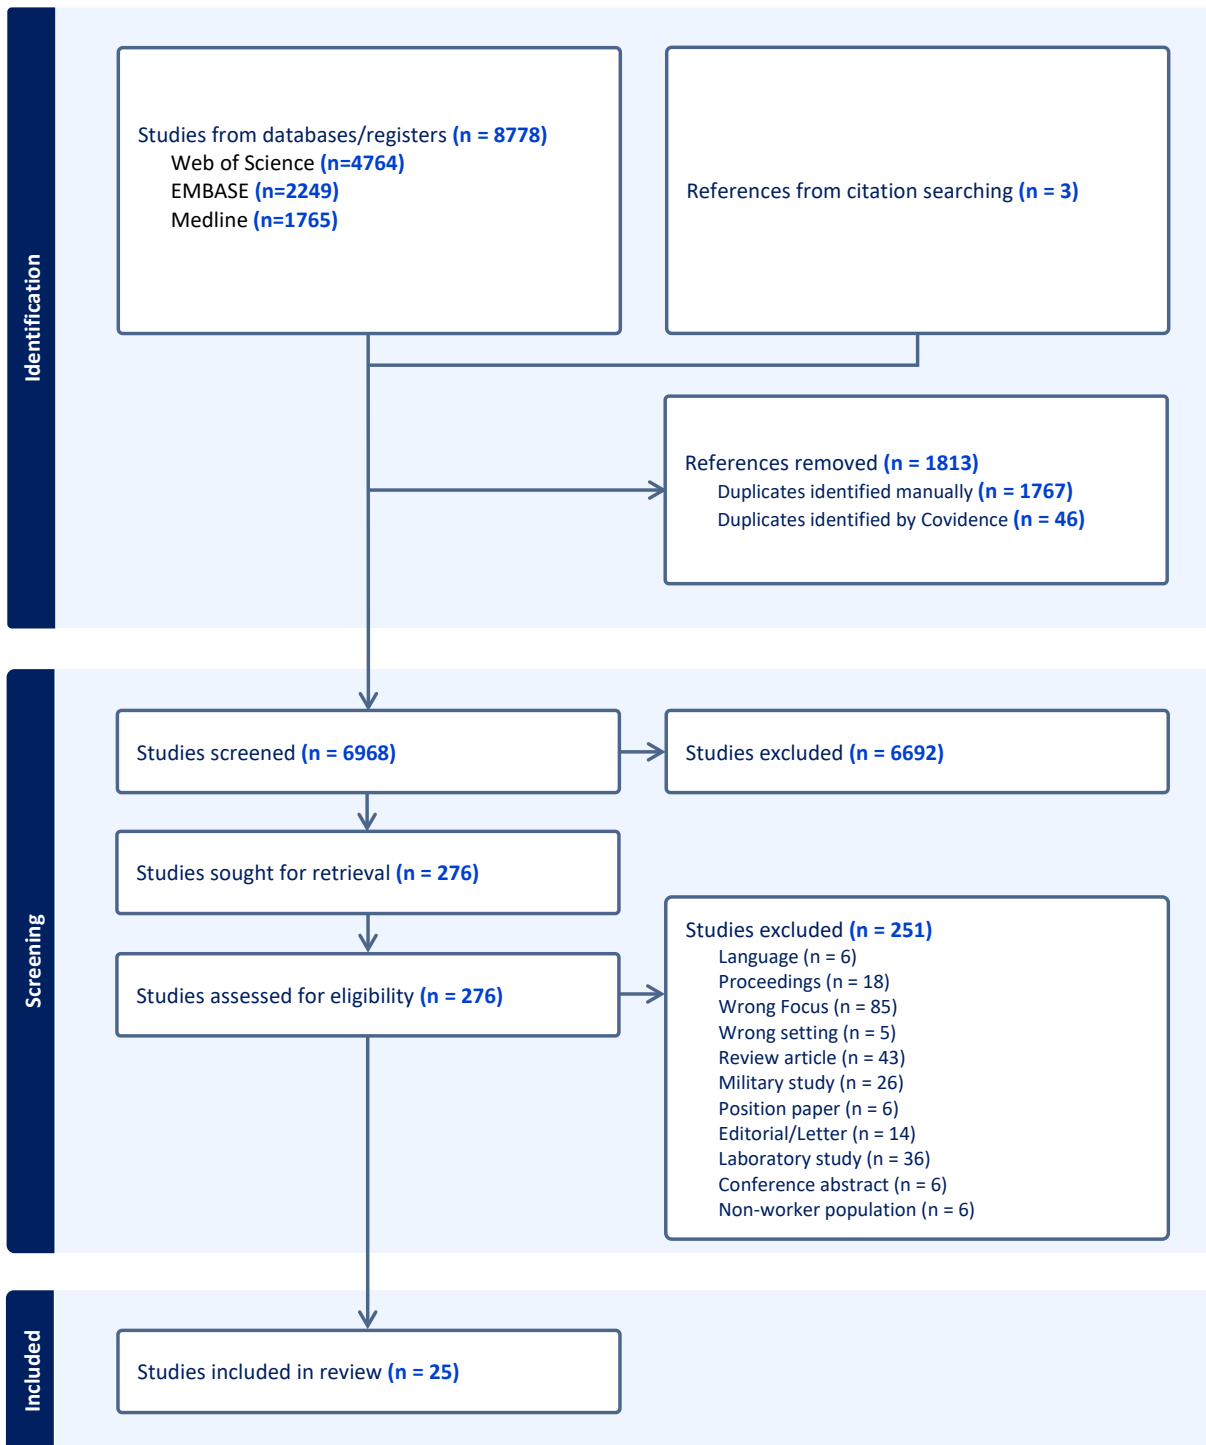 Identification
Studies from databases/registers (n = 8778)
Web of Science (n=4764)
EMBASE (n=2249)
Medline (n=1765)
References from citation searching (n = 3)
References removed (n = 1813)
Duplicates identified manually (n = 1767)
Duplicates identified by Covidence (n = 46)
Screening
Studies screened (n = 6968)
Studies excluded (n = 6692)
Studies sought for retrieval (n = 276)
Studies assessed for eligibility (n = 276)
Studies excluded (n = 251)
Language (n = 6)
Proceedings (n = 18)
Wrong Focus (n = 85)
Wrong setting (n = 5)
Review article (n = 43)
Military study (n = 26)
Position paper (n = 6)
Editorial/Letter (n = 14)
Laboratory study (n = 36)
Conference abstract (n = 6)
Non-worker population (n = 6)
Included
Studies included in review (n = 25)